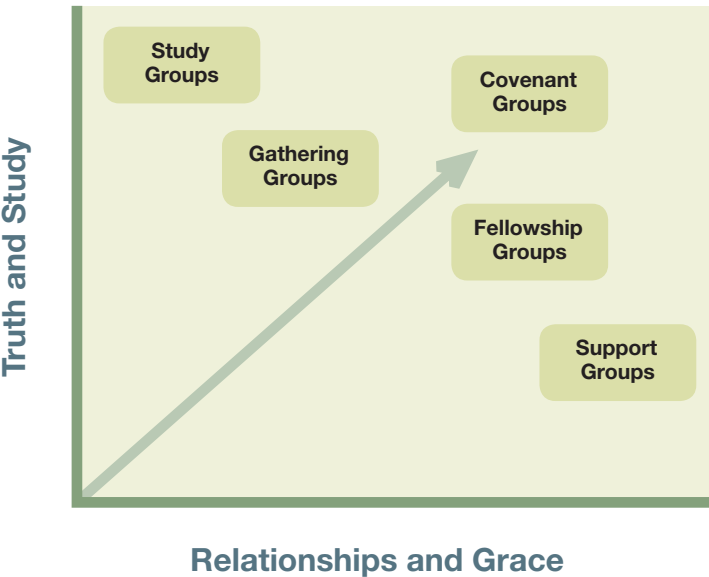 Truth and Study
Study
Groups
Covenant
Groups
Gathering
Groups
Fellowship
Groups
Support
Groups
Relationships and Grace